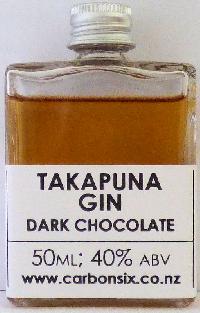 TAKAPUNA
GIN
DARK CHOCOLATE
50ML; 40% ABV
www.carbonsix.co.nz